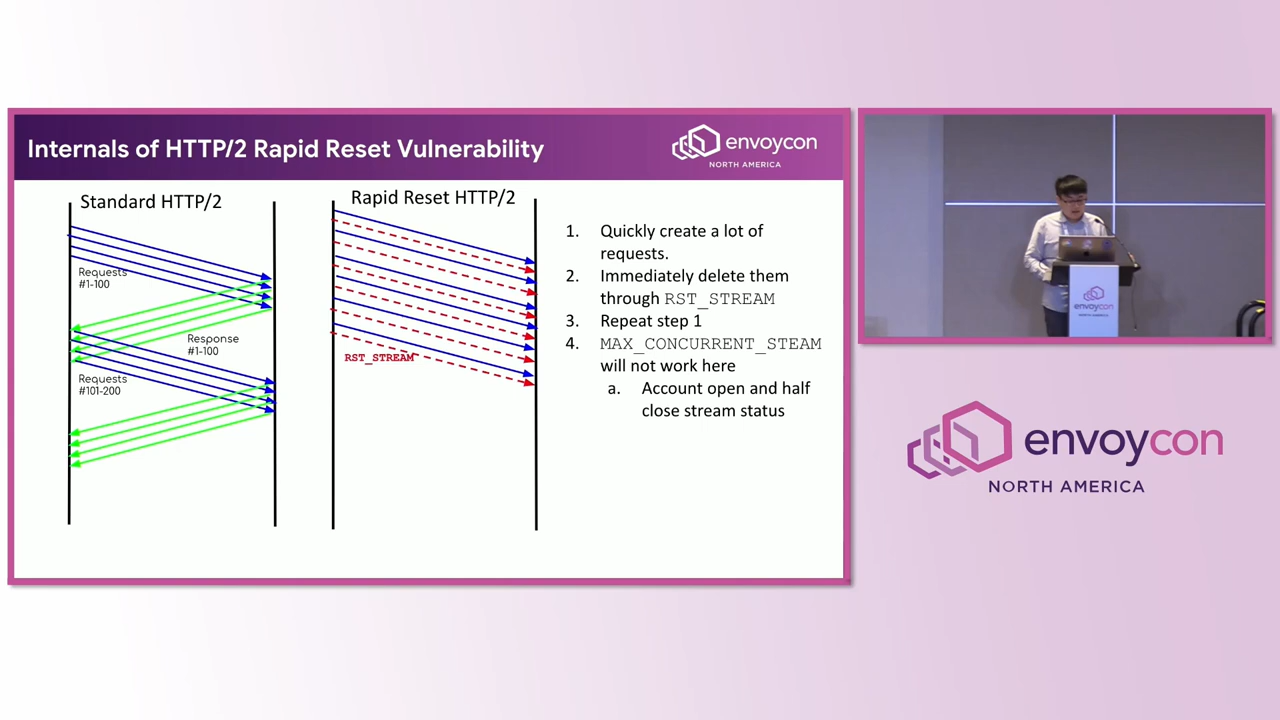 Internals of HTTP/2 Rapid Reset Vulnerability
envoycon
NORTH AMERICA
Standard HTTP/2
Requests
#1-100
Response
#1-100
Requests
#101-200
Rapid Reset HTTP/2
RST_STREAM
1. Quickly create a lot of
requests.
2. Immediately delete them
through RST_STREAM
3. Repeat step 1
4. MAX_CONCURRENT_STEAM
will not work here
a. Account open and half
close stream status
envoycon
NORTH AMERICA
envoycon
NORTH AMERICA